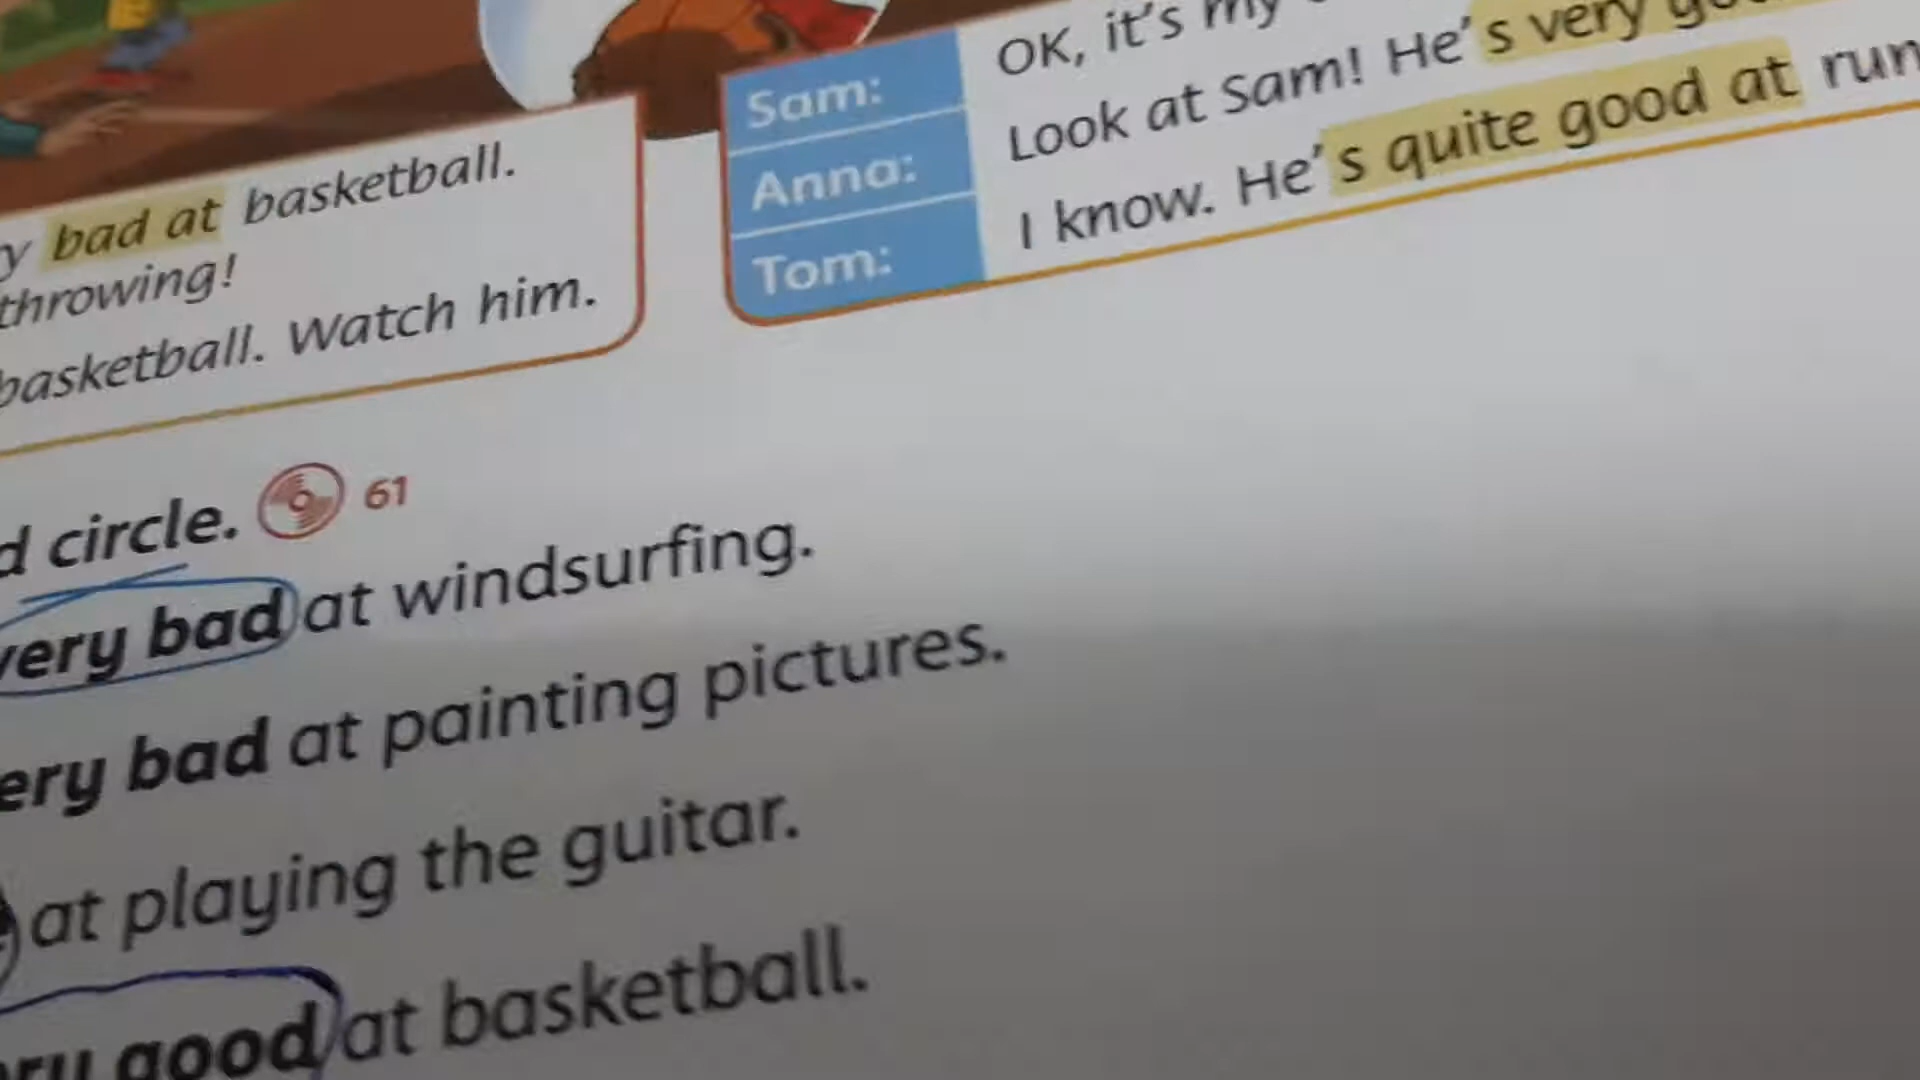 y bad at basketball.
throwing!
basketball. Watch him.
Sam: OK, it's my
Anna: Look at Sam! He's very
Tom: I know. He's quite good at
circle. 61
very bad at windsurfing.
bad at painting pictures.
at playing the guitar.
good at basketball.